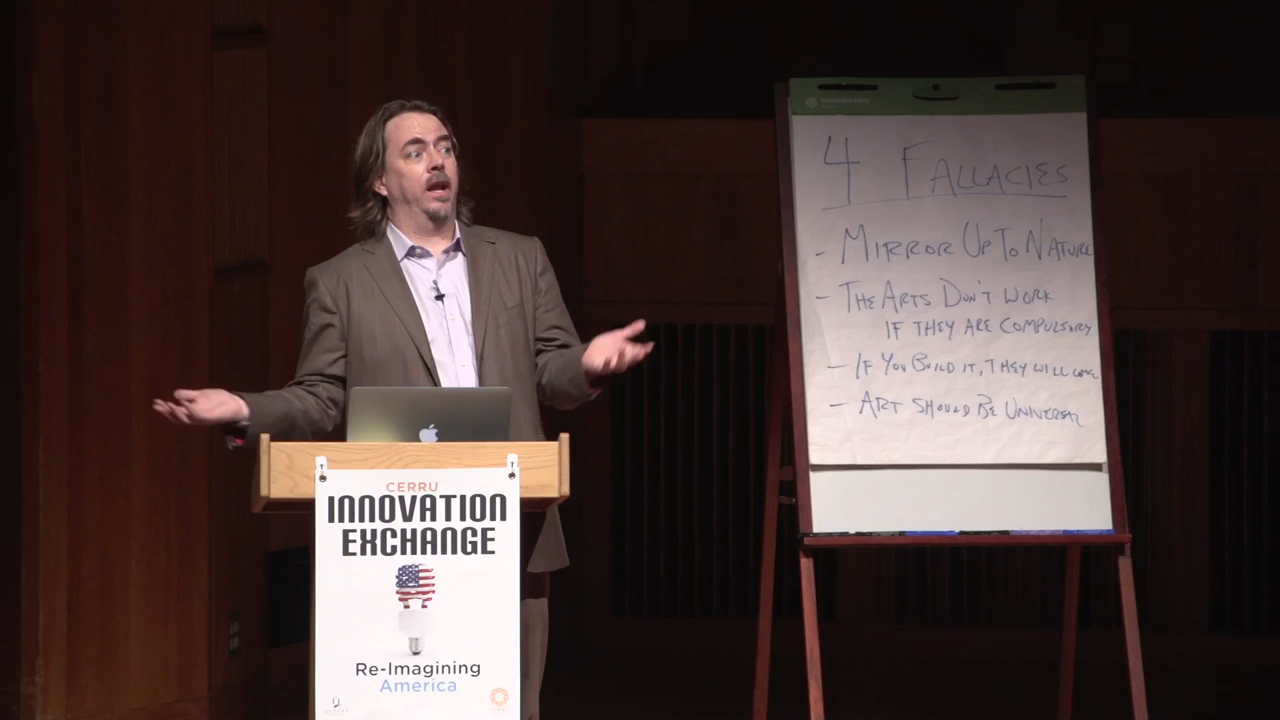 4 FALLACIES
- MIRROR UP TO NATURE
- THE ARTS DON'T WORK
IF THEY ARE COMPULSORY
- IF YOU BUILD IT, THEY WILL COME
- ART SHOULD BE UNIVERSAL
CERRU
INNOVATION
EXCHANGE
Re-Imagining
America